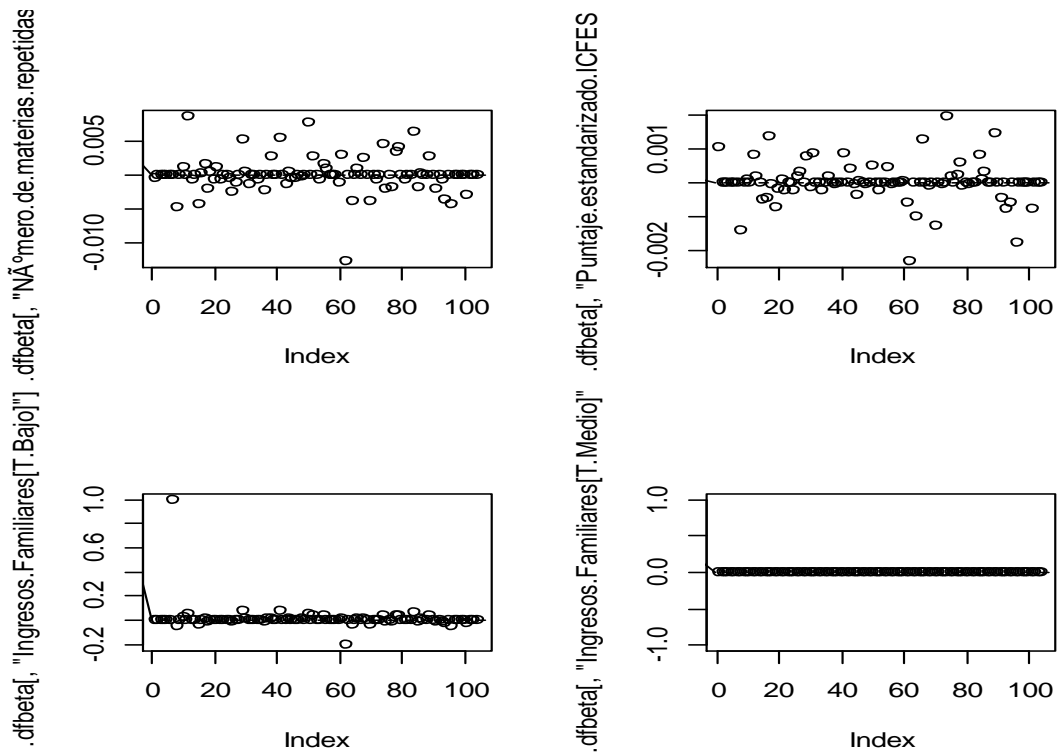 .dfbeta[, "NÃºmero.de.materias.repetidas
0.005
-0.010
0 20 40 60 80 100
Index
.dfbeta[, "Puntaje.estandarizado.ICFES
0.001
-0.002
0 20 40 60 80 100
Index
.dfbeta[, "Ingresos.Familiares[T.Bajo]"]
1.0
0.6
0.2
-0.2
0 20 40 60 80 100
Index
.dfbeta[, "Ingresos.Familiares[T.Medio]"
1.0
0.0
-1.0
0 20 40 60 80 100
Index